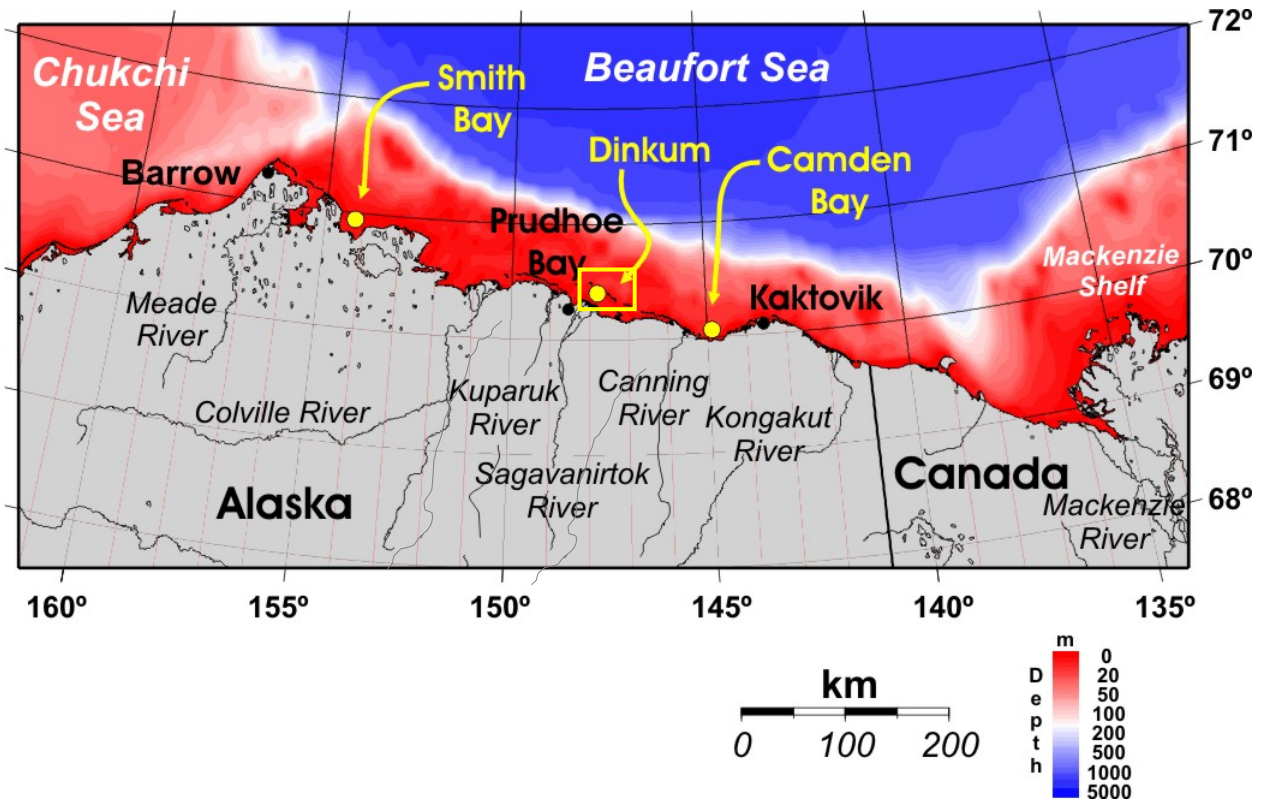 72º
Chukchi
Sea
Beaufort Sea
Smith
Bay
71º
Dinkum
Camden
Bay
Barrow
Prudhoe
Bay
70º
Mackenzie
Shelf
Kaktovik
Meade
River
69º
Colville River
Kuparuk
River
Canning
River
Kongakut
River
Sagavanirtok
River
Alaska
Canada
68º
Mackenzie
River
160º
155º
150º
145º
140º
135º
km
0
100
200
m
Depth
0
20
50
100
200
500
1000
5000